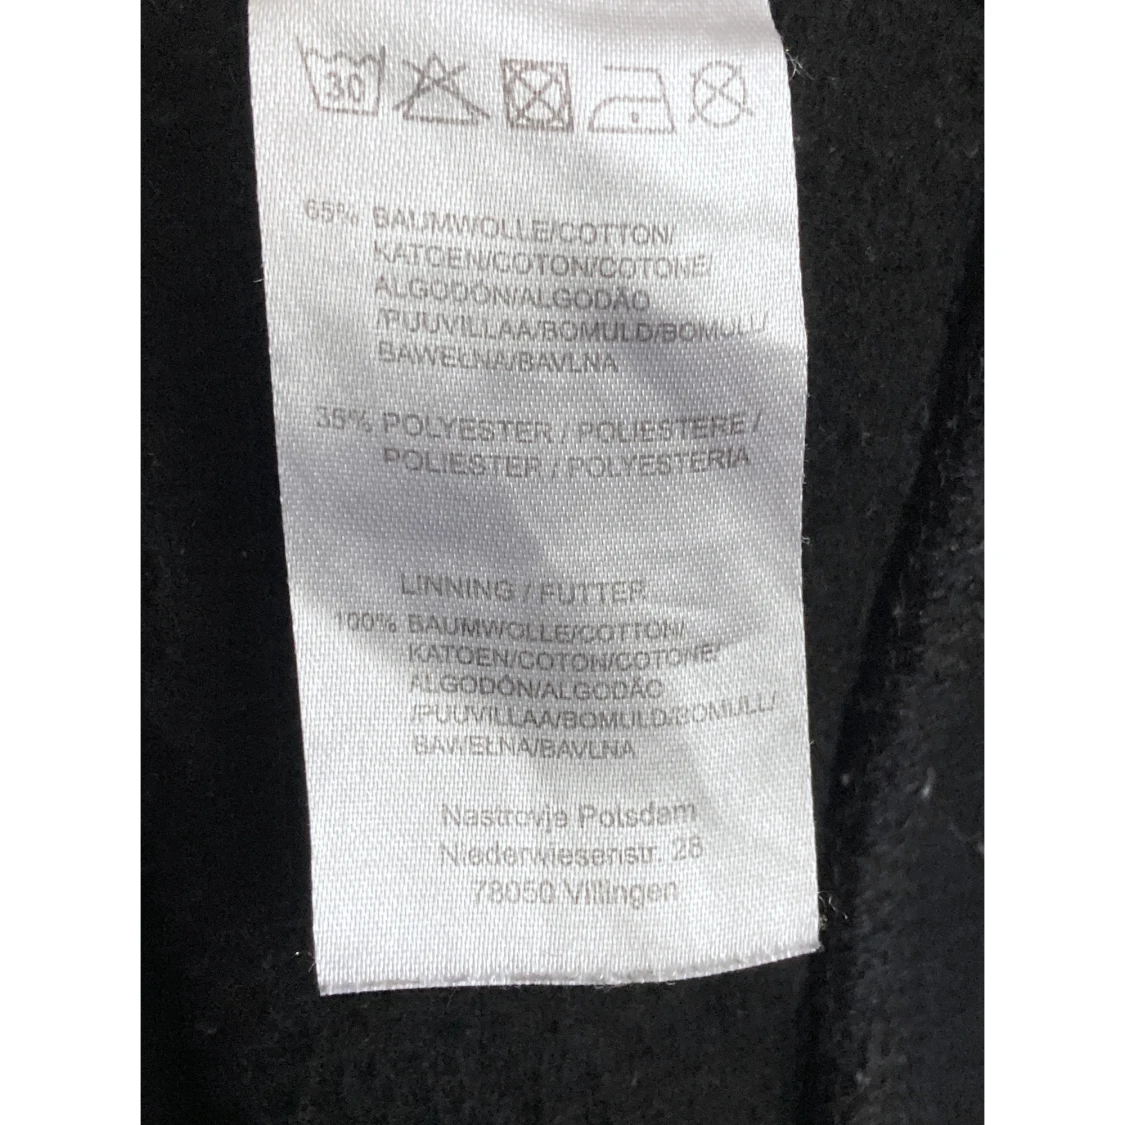 30
65% BAUMWOLLE/COTTON/
KATOEN/COTON/COTONE/
ALGODÓN/ALGODÃO
/PUUVILLAA/BOMULD/BOMULL/
BAWEŁNA/BAVLNA
35% POLYESTER / POLIESTERE /
POLIESTER / POLYESTERIA
LINNING / FUTTER
100% BAUMWOLLE/COTTON/
KATOEN/COTON/COTONE/
ALGODÓN/ALGODÃO
/PUUVILLAA/BOMULD/BOMULL/
BAWEŁNA/BAVLNA
Nastrovje Potsdam
Niederwiesenstr. 28
78050 Villingen